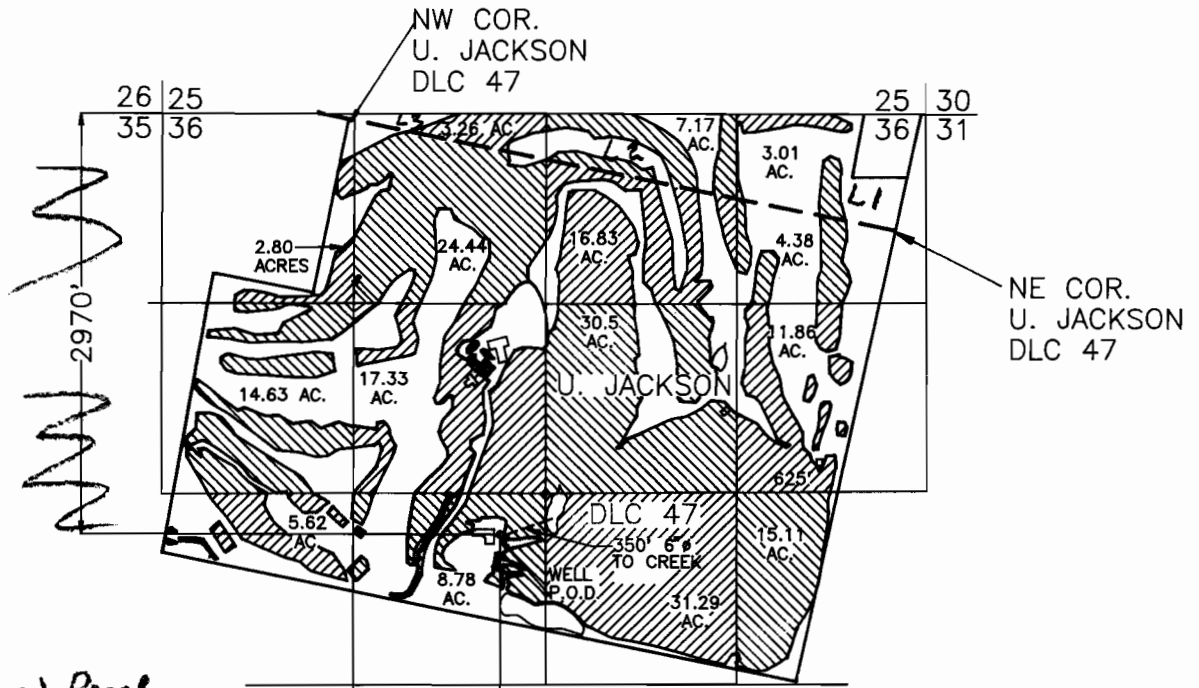 NW COR.
U. JACKSON
DLC 47
26 25
35 36
25 30
36 31
L3
3.26 AC.
7.17
AC.
3.01
AC.
L1
2.80
ACRES
24.44
AC.
16.83
AC.
4.38
AC.
NE COR.
U. JACKSON
DLC 47
2970'
30.5
AC.
11.86
AC.
U. JACKSON
14.63 AC.
17.33
AC.
625'
DLC 47
5.62
AC.
15.11
AC.
350' 6"ø
TO CREEK
8.78
AC.
WELL
P.O.D.
31.29
AC.